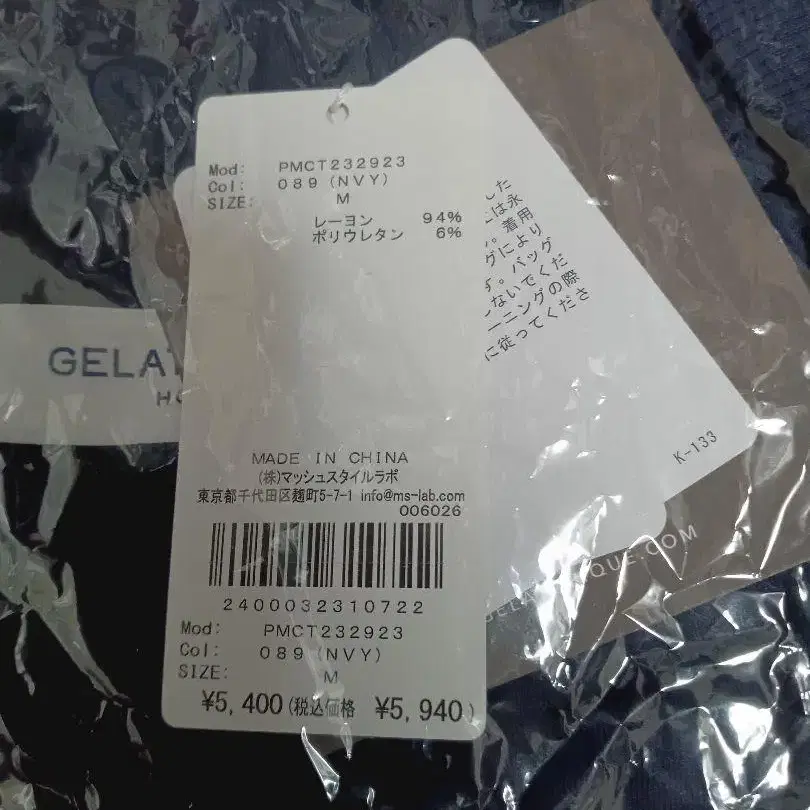 Mod: PMCT232923
Col: 089 (NVY)
SIZE: M
レーヨン 94%
ポリウレタン 6%
MADE IN CHINA
(株)マッシュスタイルラボ
東京都千代田区麹町5-7-1 info@ms-lab.com
006026
2400032310722
Mod: PMCT232923
Col: 089 (NVY)
SIZE: M
¥5,400(税込価格 ¥5,940)
した
は永
着用
グにより
す。バッグ
ないでくだ
ーニングの際
に従ってくださ
K-133
GELA
QUE.COM